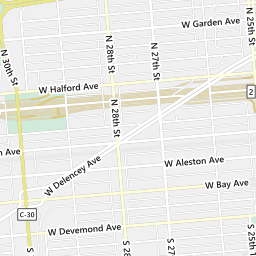 W Garden Ave
N 25th St
N 30th St
N 28th St
N 27th St
W Halford Ave
2
N 28th St
W Aleston Ave
W Delencey Ave
W Bay Ave
C-30
W Devemond Ave
S 25th
S
S 28
S 27